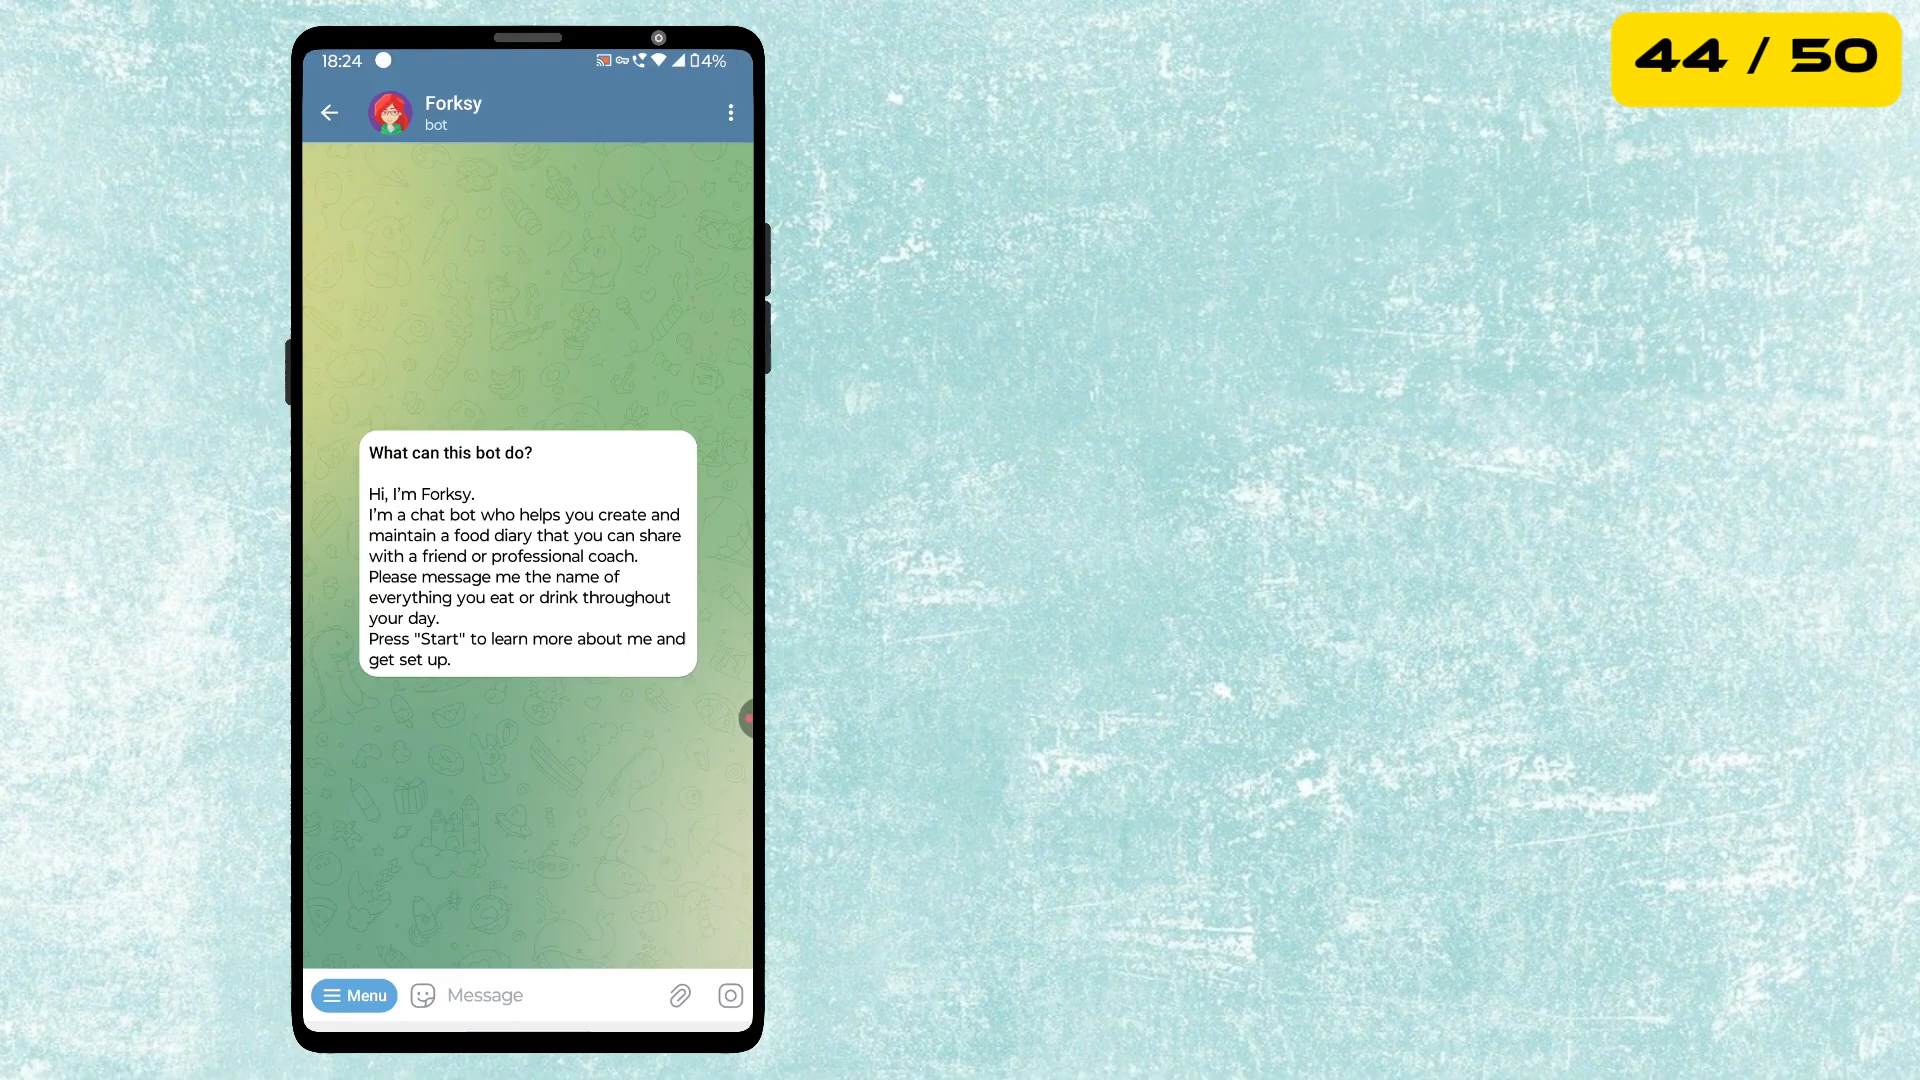 44 / 50
18:24
4%
Forksy
bot
What can this bot do?
Hi, I'm Forksy.
I'm a chat bot who helps you create and
maintain a food diary that you can share
with a friend or professional coach.
Please message me the name of
everything you eat or drink throughout
your day.
Press "Start" to learn more about me and
get set up.
Menu
Message